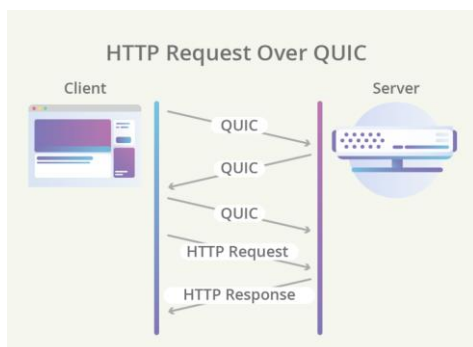 HTTP Request Over QUIC
Client
Server
QUIC
QUIC
QUIC
HTTP Request
HTTP Response